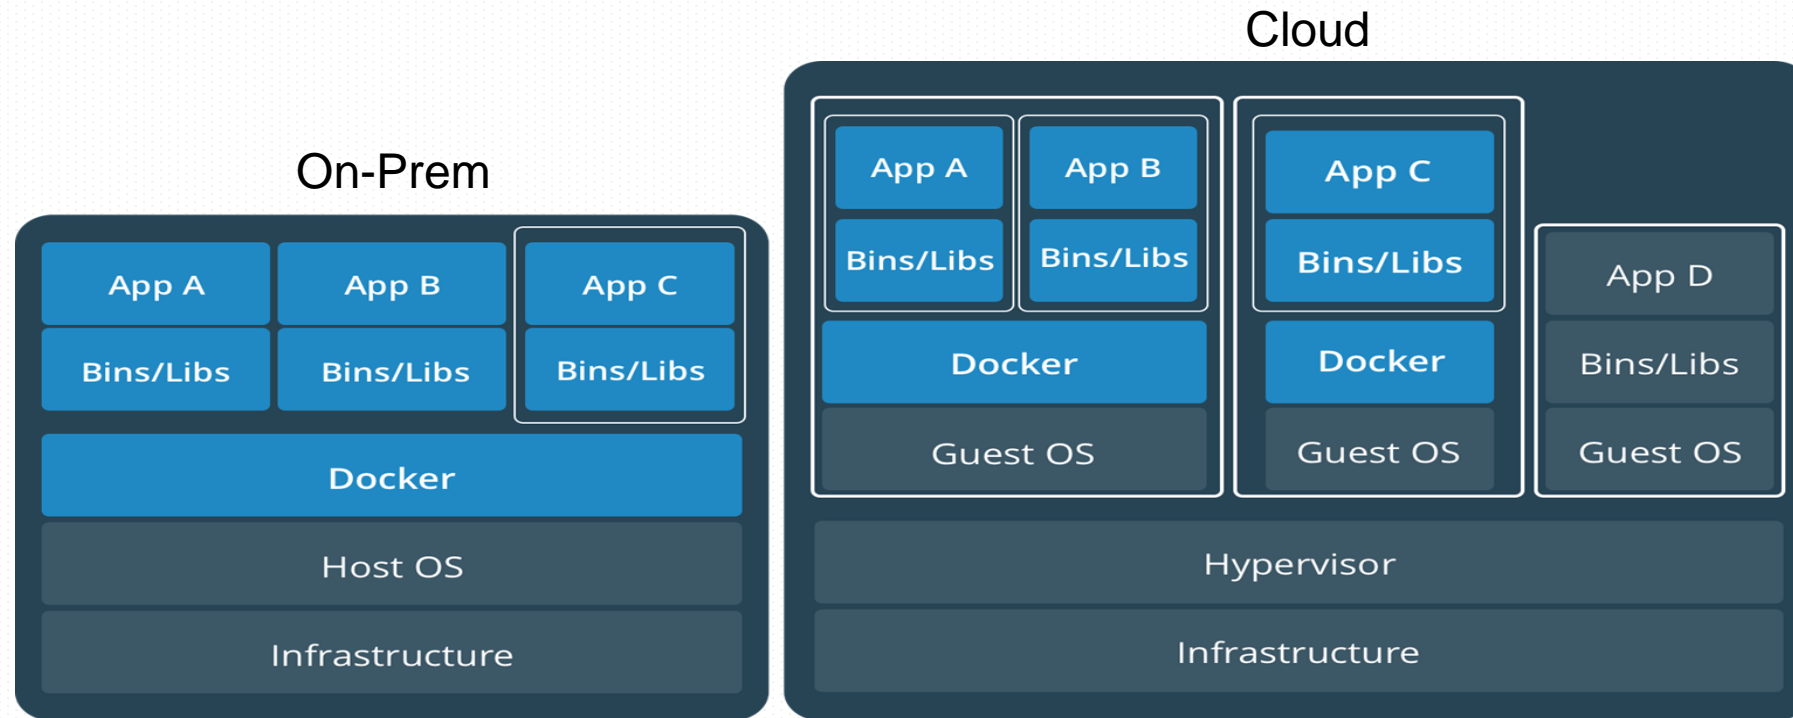 On-Prem
App A
App B
App C
Bins/Libs
Bins/Libs
Bins/Libs
Docker
Host OS
Infrastructure
Cloud
App A
App B
Bins/Libs
Bins/Libs
Docker
Guest OS
App C
Bins/Libs
Docker
Guest OS
App D
Bins/Libs
Guest OS
Hypervisor
Infrastructure